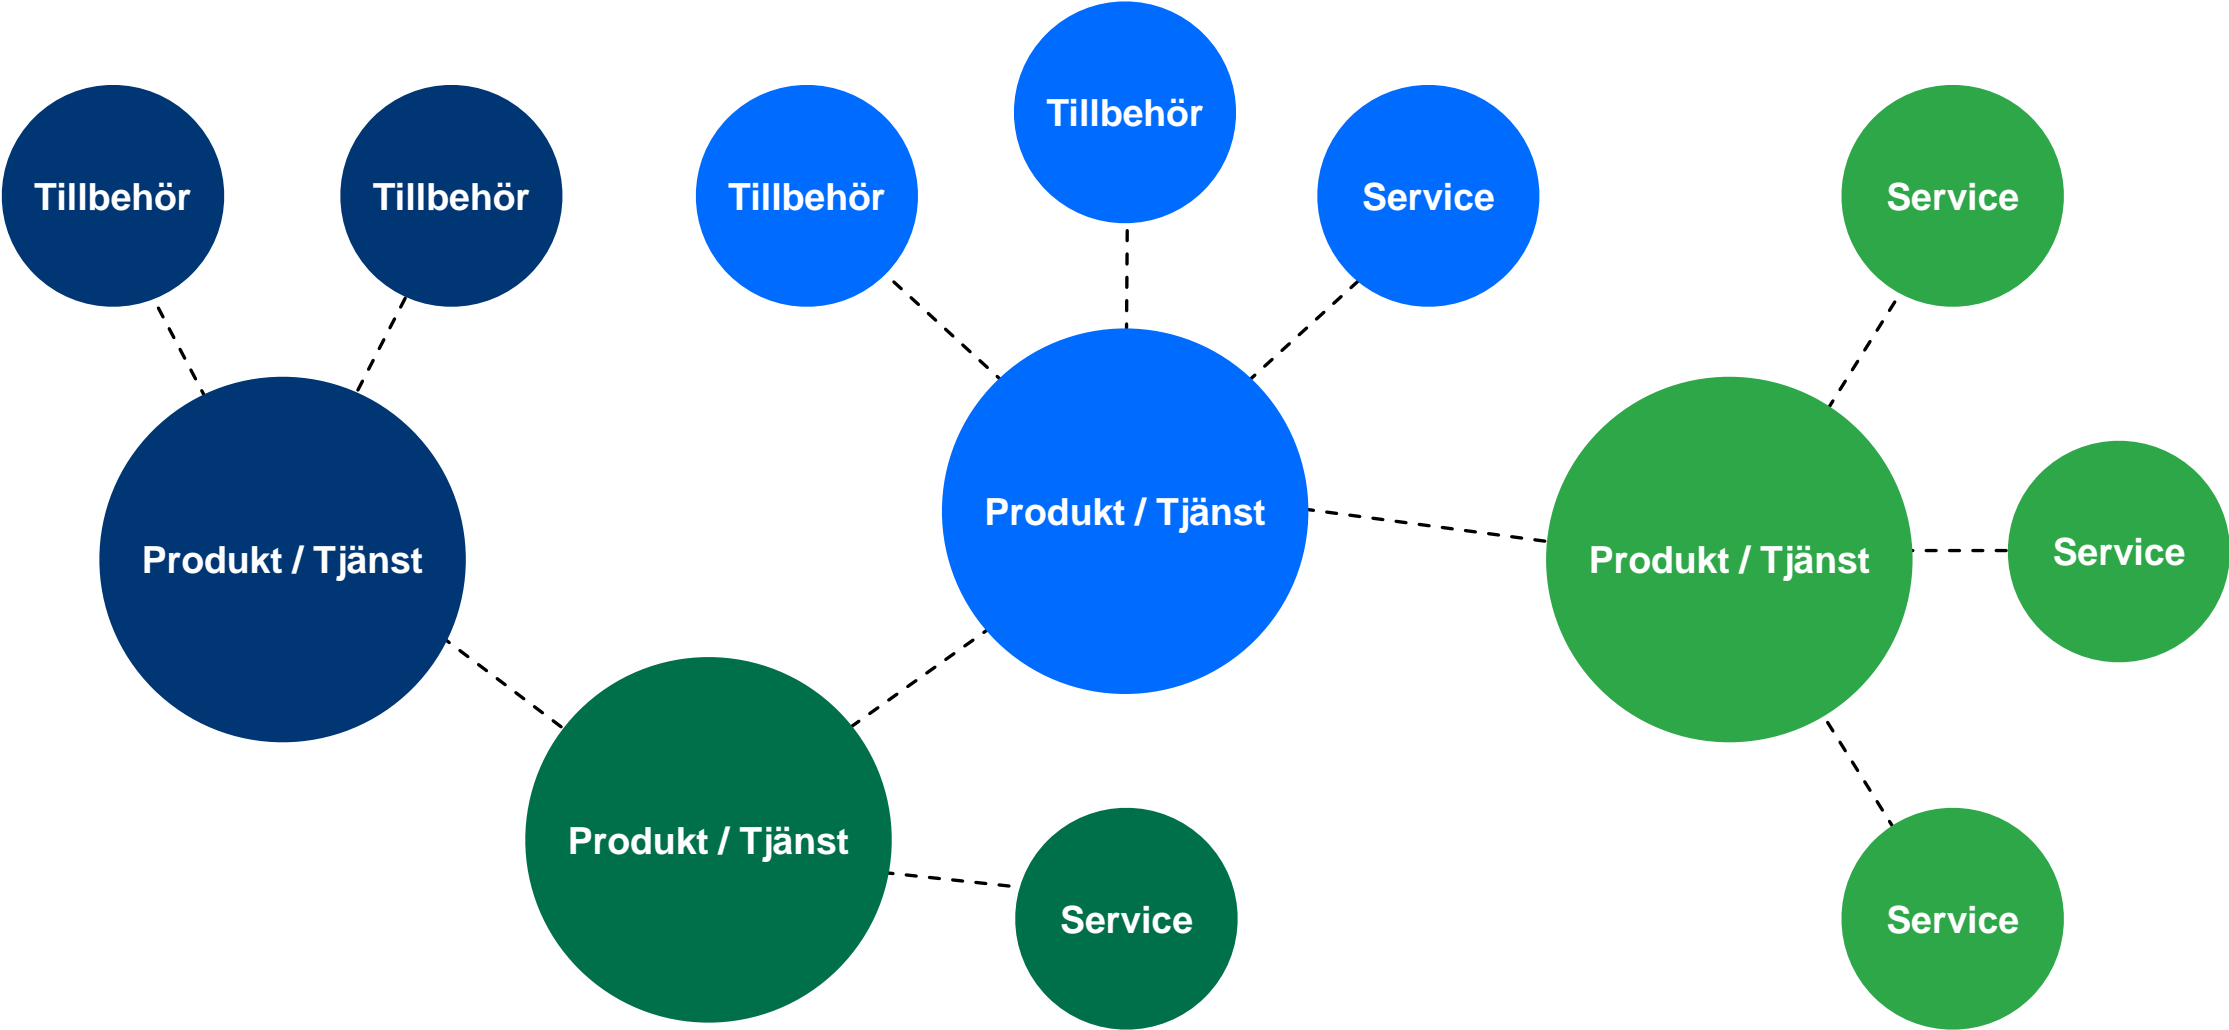 Tillbehör
Tillbehör
Tillbehör
Tillbehör
Service
Service
Produkt / Tjänst
Produkt / Tjänst
Produkt / Tjänst
Service
Produkt / Tjänst
Service
Service